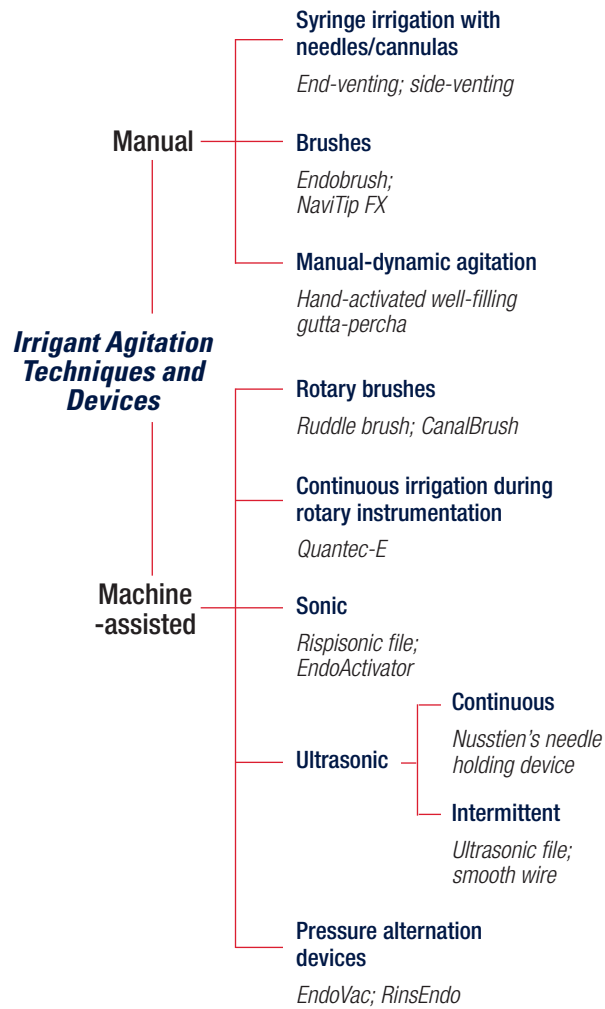 Syringe irrigation with
needles/cannulas
End-venting; side-venting
Manual
Brushes
Endobrush;
NaviTip FX
Manual-dynamic agitation
Hand-activated well-filling
gutta-percha
Irrigant Agitation
Techniques and
Devices
Rotary brushes
Ruddle brush; CanalBrush
Continuous irrigation during
rotary instrumentation
Quantec-E
Machine
-assisted
Sonic
Rispisonic file;
EndoActivator
Ultrasonic
Continuous
Nusstien's needle
holding device
Intermittent
Ultrasonic file;
smooth wire
Pressure alternation
devices
EndoVac; RinsEndo